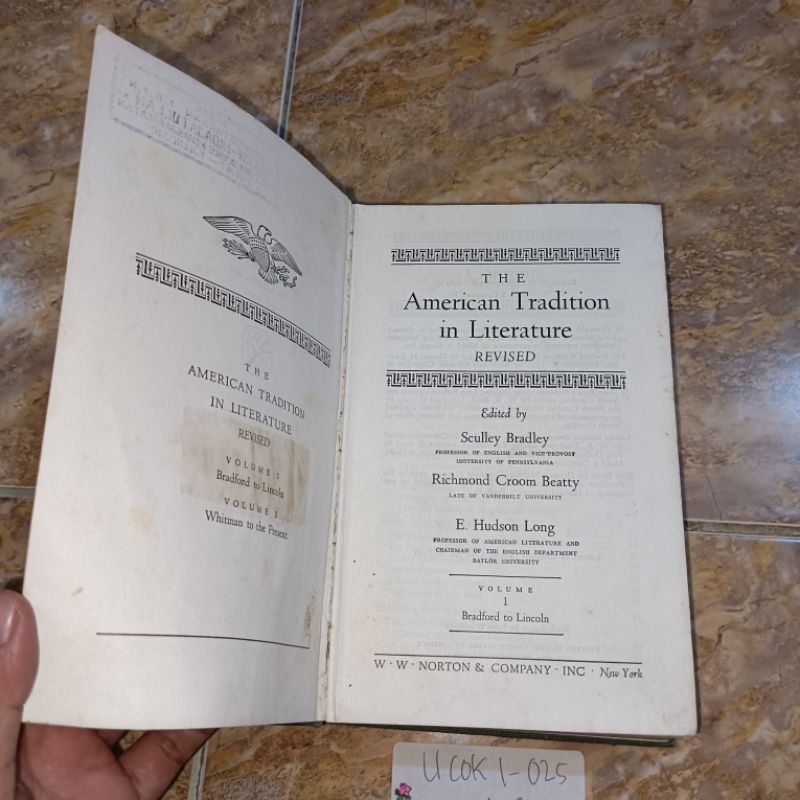 THE
AMERICAN TRADITION
IN LITERATURE
REVISED
VOLUME 1
Bradford to Lincoln
VOLUME 2
Whitman to the Present
THE
American Tradition
in Literature
REVISED
Edited by
Sculley Bradley
PROFESSOR OF ENGLISH AND VICE-PROVOST
UNIVERSITY OF PENNSYLVANIA
Richmond Croom Beatty
LATE OF VANDERBILT UNIVERSITY
E. Hudson Long
PROFESSOR OF AMERICAN LITERATURE AND
CHAIRMAN OF THE ENGLISH DEPARTMENT
BAYLOR UNIVERSITY
VOLUME
1
Bradford to Lincoln
W · W · NORTON & COMPANY · INC · New York
UCOK 1-025